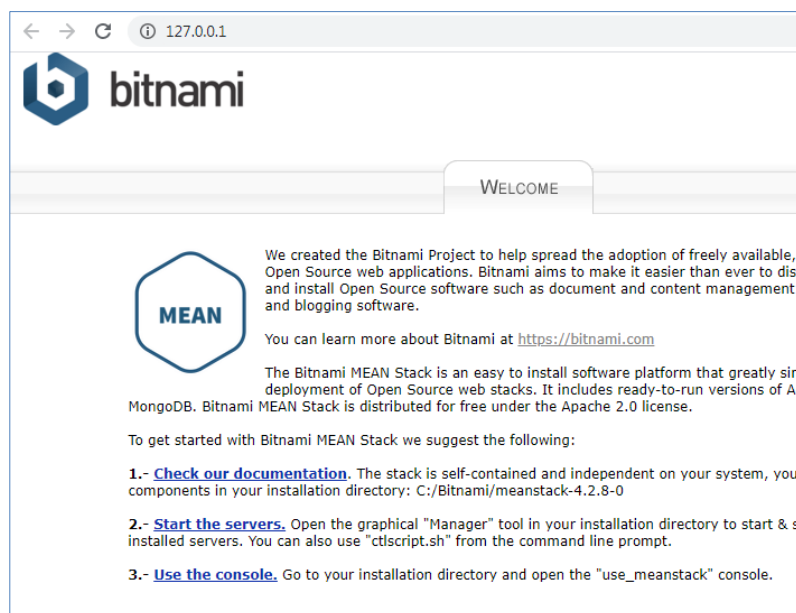 127.0.0.1
bitnami
WELCOME
We created the Bitnami Project to help spread the adoption of freely available,
Open Source web applications. Bitnami aims to make it easier than ever to
and install Open Source software such as document and content management
MEAN
and blogging software.
You can learn more about Bitnami at https://bitnami.com
The Bitnami MEAN Stack is an easy to install software platform that greatly
deployment of Open Source web stacks. It includes ready-to-run versions of
MongoDB. Bitnami MEAN Stack is distributed for free under the Apache 2.0 license.
To get started with Bitnami MEAN Stack we suggest the following:
1.- Check our documentation. The stack is self-contained and independent on your system, you
components in your installation directory: C:/Bitnami/meanstack-4.2.8-0
2.- Start the servers. Open the graphical "Manager" tool in your installation directory to start &
installed servers. You can also use "ctlscript.sh" from the command line prompt.
3.- Use the console. Go to your installation directory and open the "use_meanstack" console.